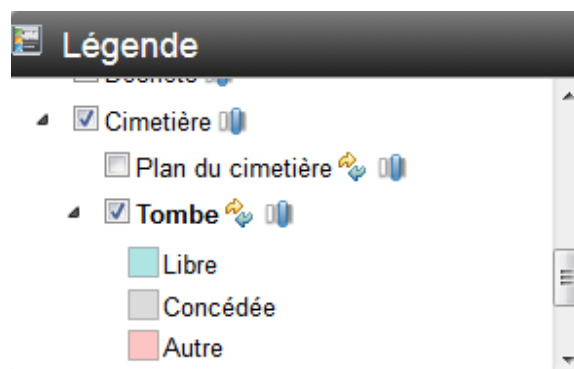 Légende
Cimetière
Plan du cimetière
Tombe
Libre
Concédée
Autre